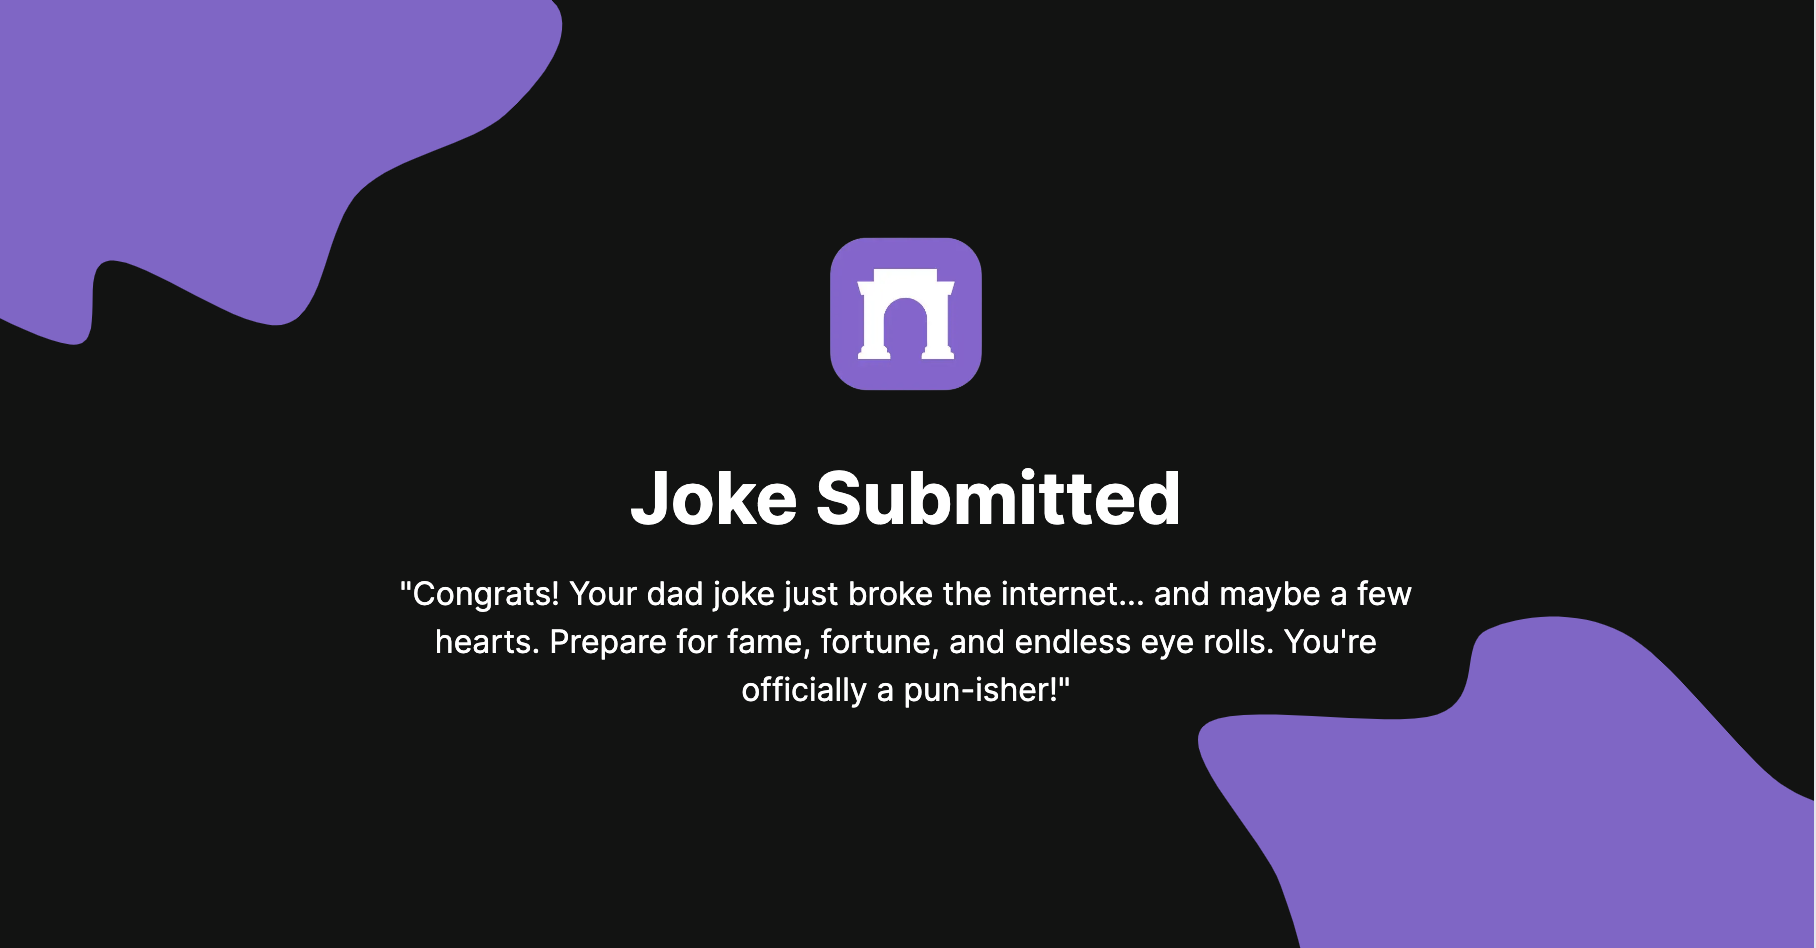 Joke Submitted
"Congrats! Your dad joke just broke the internet... and maybe a few
hearts. Prepare for fame, fortune, and endless eye rolls. You're
officially a pun-isher!"